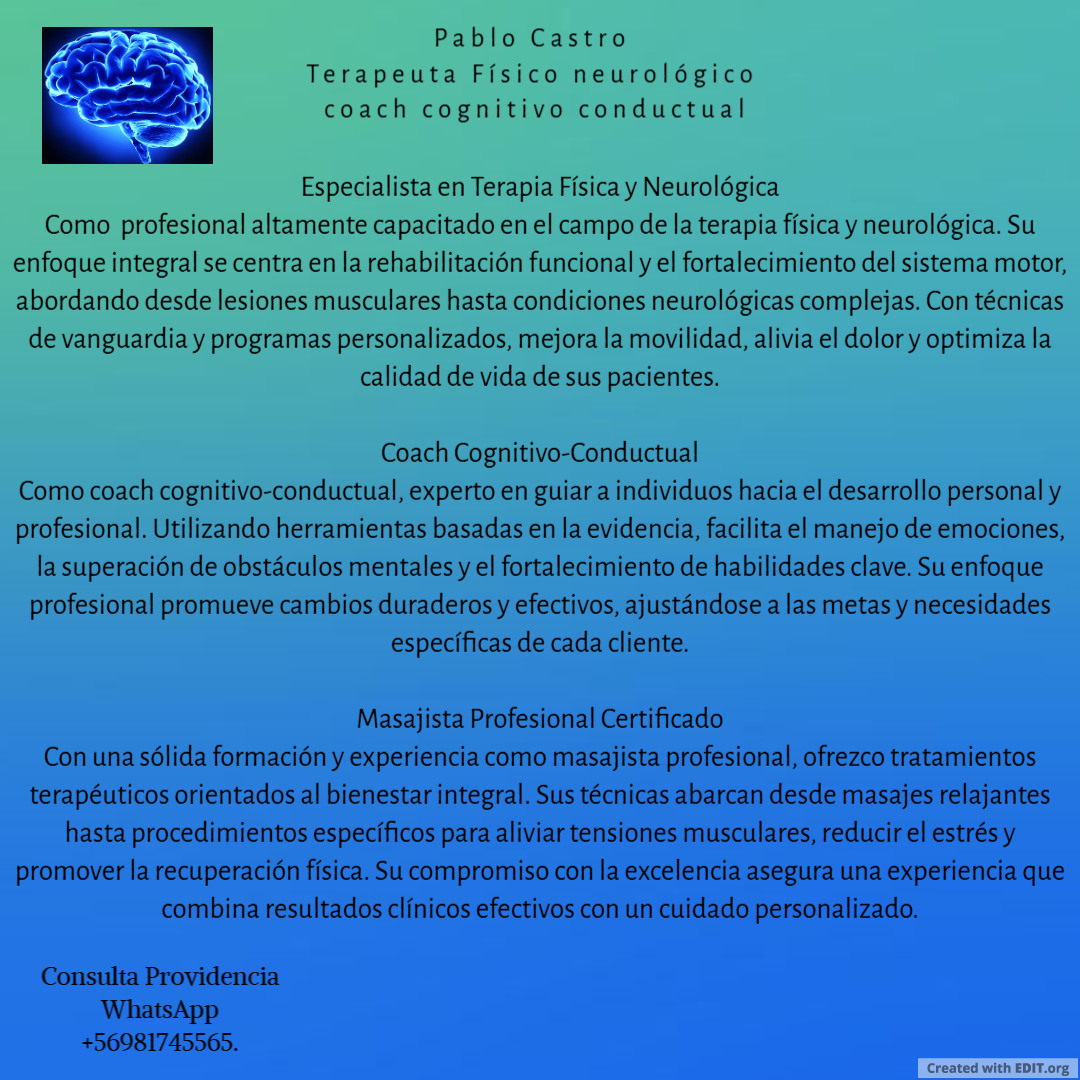 Pablo Castro
Terapeuta Físico neurológico
coach cognitivo conductual
Especialista en Terapia Física y Neurológica
Como profesional altamente capacitado en el campo de la terapia física y neurológica. Su
enfoque integral se centra en la rehabilitación funcional y el fortalecimiento del sistema motor,
abordando desde lesiones musculares hasta condiciones neurológicas complejas. Con técnicas
de vanguardia y programas personalizados, mejora la movilidad, alivia el dolor y optimiza la
calidad de vida de sus pacientes.
Coach Cognitivo-Conductual
Como coach cognitivo-conductual, experto en guiar a individuos hacia el desarrollo personal y
profesional. Utilizando herramientas basadas en la evidencia, facilita el manejo de emociones,
la superación de obstáculos mentales y el fortalecimiento de habilidades clave. Su enfoque
profesional promueve cambios duraderos y efectivos, ajustándose a las metas y necesidades
específicas de cada cliente.
Masajista Profesional Certificado
Con una sólida formación y experiencia como masajista profesional, ofrezco tratamientos
terapéuticos orientados al bienestar integral. Sus técnicas abarcan desde masajes relajantes
hasta procedimientos específicos para aliviar tensiones musculares, reducir el estrés y
promover la recuperación física. Su compromiso con la excelencia asegura una experiencia que
combina resultados clínicos efectivos con un cuidado personalizado.
Consulta Providencia
WhatsApp
+56981745565.
Created with EDIT.org